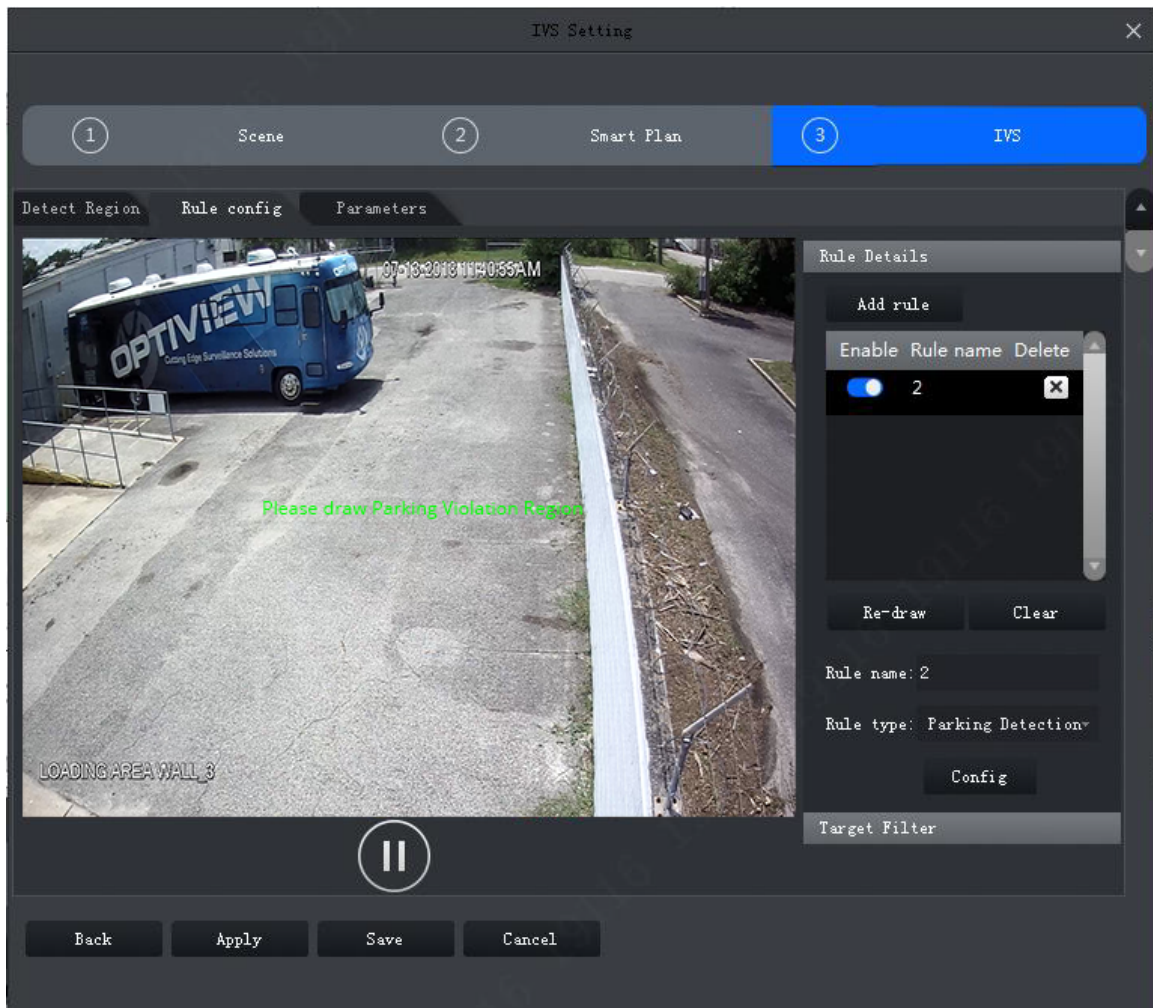 IVS Setting
1 Scene 2 Smart Plan 3 IVS
Detect Region Rule config Parameters
07-13-2018 11:40:55 AM
OPTIVIEW
Cutting Edge Surveillance Solutions
Please draw Parking Violation Region
LOADING AREA WALL_3
Rule Details
Add rule
Enable Rule name Delete
2
Re-draw Clear
Rule name: 2
Rule type: Parking Detection
Config
Target Filter
Back Apply Save Cancel